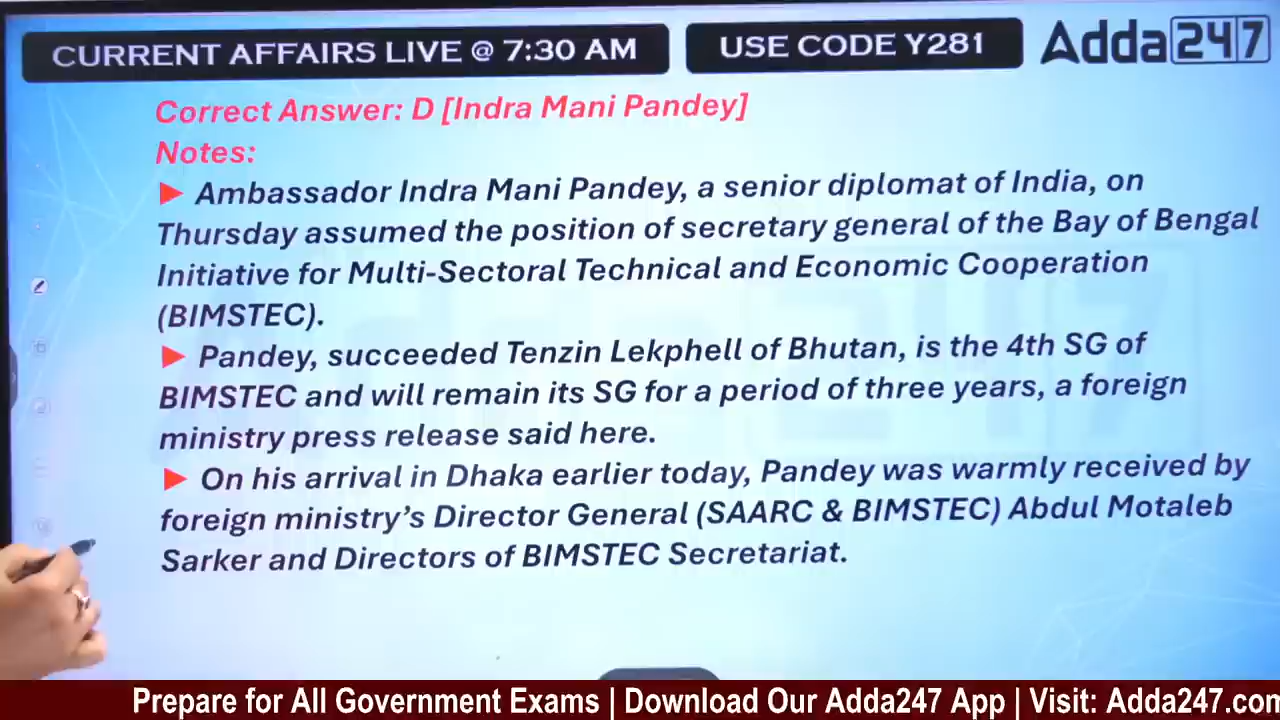 CURRENT AFFAIRS LIVE @ 7:30 AM
USE CODE Y281
Adda247
Correct Answer: D [Indra Mani Pandey]
Notes:
► Ambassador Indra Mani Pandey, a senior diplomat of India, on
Thursday assumed the position of secretary general of the Bay of Bengal
Initiative for Multi-Sectoral Technical and Economic Cooperation
(BIMSTEC).
► Pandey, succeeded Tenzin Lekphell of Bhutan, is the 4th SG of
BIMSTEC and will remain its SG for a period of three years, a foreign
ministry press release said here.
► On his arrival in Dhaka earlier today, Pandey was warmly received by
foreign ministry’s Director General (SAARC & BIMSTEC) Abdul Motaleb
Sarker and Directors of BIMSTEC Secretariat.
Prepare for All Government Exams | Download Our Adda247 App | Visit: Adda247.con